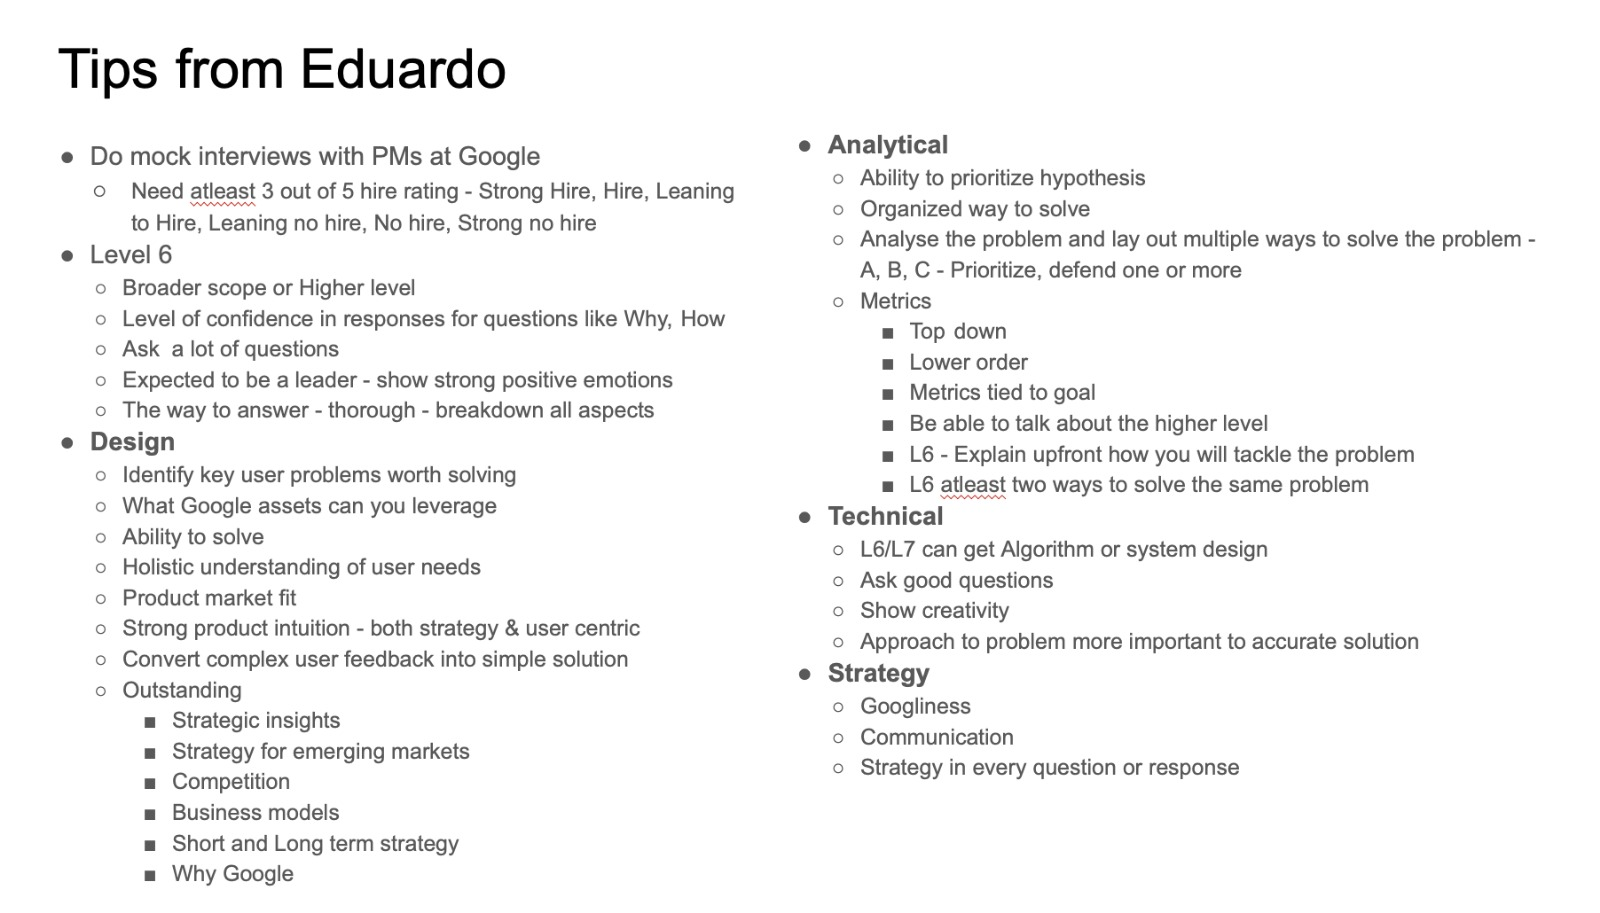 Tips from Eduardo
● Do mock interviews with PMs at Google
○ Need atleast 3 out of 5 hire rating - Strong Hire, Hire, Leaning
to Hire, Leaning no hire, No hire, Strong no hire
● Level 6
○ Broader scope or Higher level
○ Level of confidence in responses for questions like Why, How
○ Ask  a lot of questions
○ Expected to be a leader - show strong positive emotions
○ The way to answer - thorough - breakdown all aspects
● Design
○ Identify key user problems worth solving
○ What Google assets can you leverage
○ Ability to solve
○ Holistic understanding of user needs
○ Product market fit
○ Strong product intuition - both strategy & user centric
○ Convert complex user feedback into simple solution
○ Outstanding
■ Strategic insights
■ Strategy for emerging markets
■ Competition
■ Business models
■ Short and Long term strategy
■ Why Google
● Analytical
○ Ability to prioritize hypothesis
○ Organized way to solve
○ Analyse the problem and lay out multiple ways to solve the problem -
A, B, C - Prioritize, defend one or more
○ Metrics
■ Top down
■ Lower order
■ Metrics tied to goal
■ Be able to talk about the higher level
■ L6 - Explain upfront how you will tackle the problem
■ L6 atleast two ways to solve the same problem
● Technical
○ L6/L7 can get Algorithm or system design
○ Ask good questions
○ Show creativity
○ Approach to problem more important to accurate solution
● Strategy
○ Googliness
○ Communication
○ Strategy in every question or response